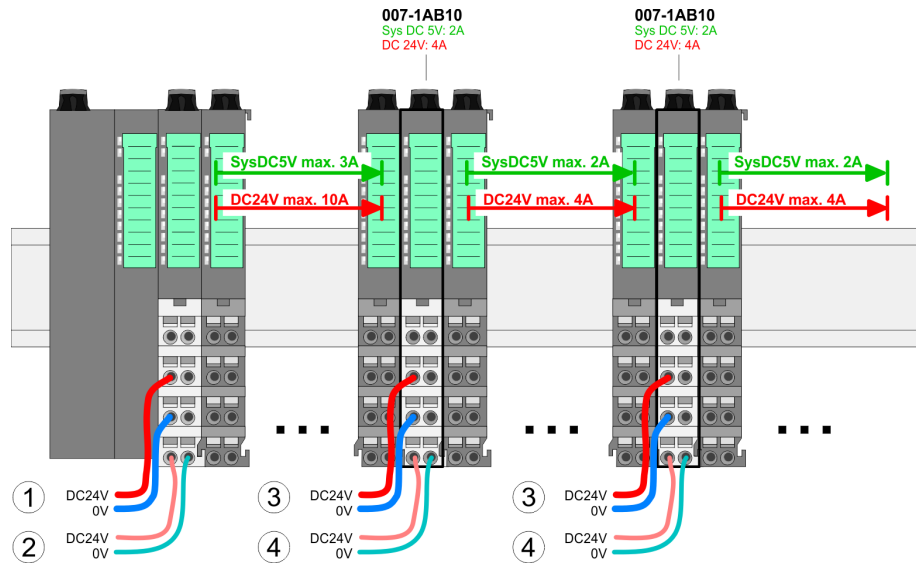 007-1AB10
Sys DC 5V: 2A
DC 24V: 4A
007-1AB10
Sys DC 5V: 2A
DC 24V: 4A
SysDC5V max. 3A
SysDC5V max. 2A
SysDC5V max. 2A
DC24V max. 10A
DC24V max. 4A
DC24V max. 4A
1
DC24V
0V
3
DC24V
0V
3
DC24V
0V
2
DC24V
0V
4
DC24V
0V
4
DC24V
0V